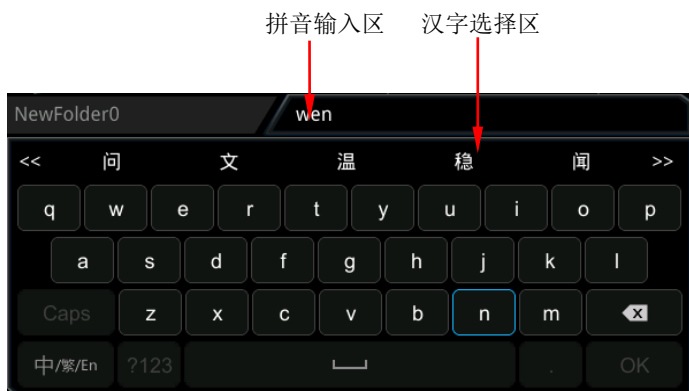 拼音输入区 汉字选择区
NewFolder0 wen
<< 问 文 温 稳 闻 >>
q w e r t y u i o p
a s d f g h j k l
Caps z x c v b n m
中/繁/En ?123 . OK